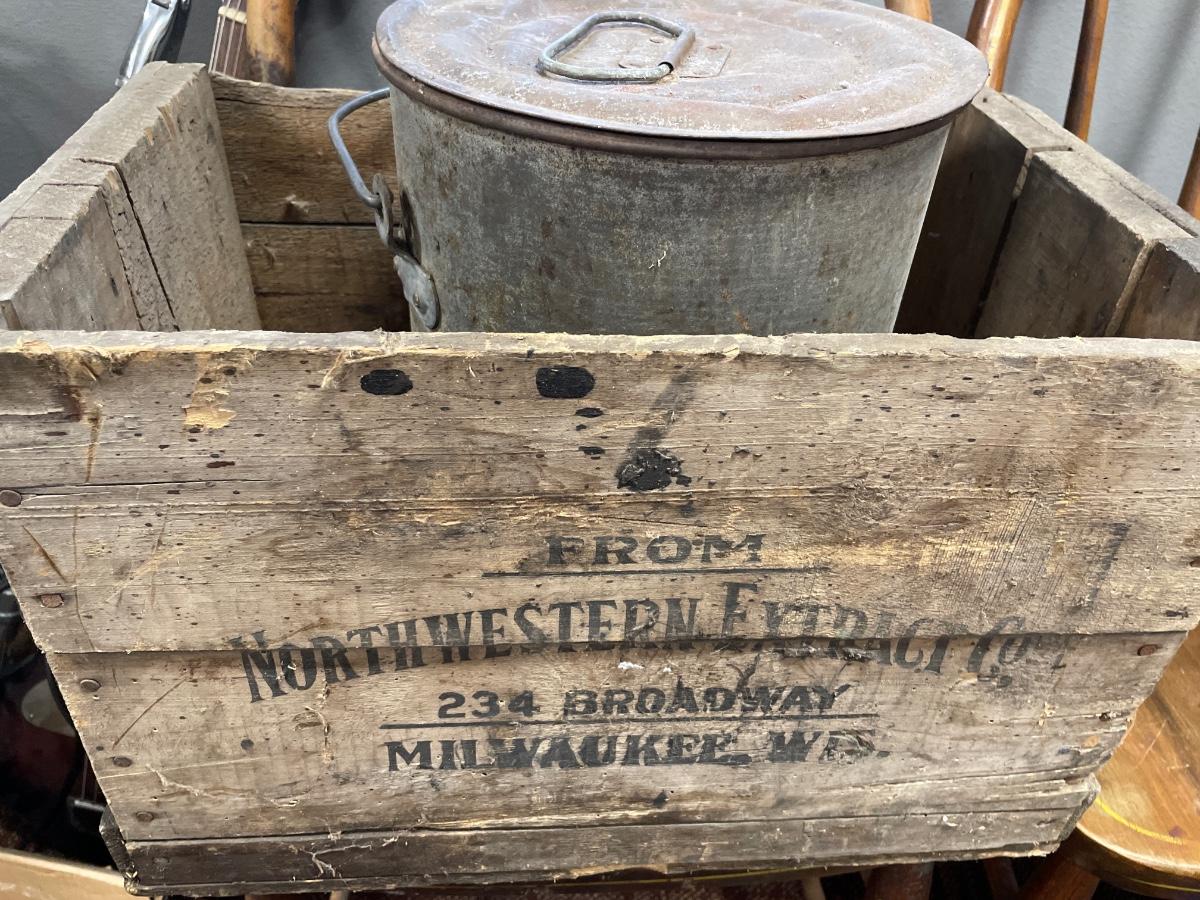 FROM
NORTHWESTERN EXTRACT CO.,
234 BROADWAY
MILWAUKEE, WIS.